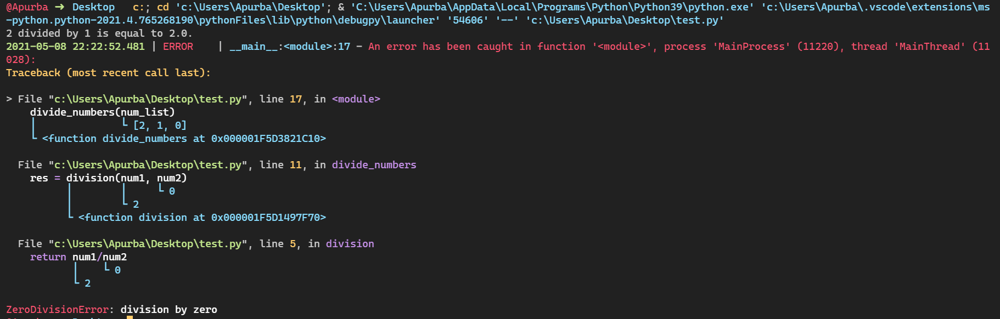 @Apurba ➜ Desktop c:; cd 'c:\Users\Apurba\Desktop'; & 'C:\Users\Apurba\AppData\Local\Programs\Python\Python39\python.exe' 'c:\Users\Apurba\.vscode\extensions\ms
-python.python-2021.4.765268190\pythonFiles\lib\python\debugpy\launcher' '54606' '--' 'c:\Users\Apurba\Desktop\test.py'
2 divided by 1 is equal to 2.0.
2021-05-08 22:22:52.481 | ERROR    | __main__:<module>:17 - An error has been caught in function '<module>', process 'MainProcess' (11220), thread 'MainThread' (11
028):
Traceback (most recent call last):
> File "c:\Users\Apurba\Desktop\test.py", line 17, in <module>
    divide_numbers(num_list)
    │              └ [2, 1, 0]
    └ <function divide_numbers at 0x000001F5D3821C10>
  File "c:\Users\Apurba\Desktop\test.py", line 11, in divide_numbers
    res = division(num1, num2)
          │        │     └ 0
          │        └ 2
          └ <function division at 0x000001F5D1497F70>
  File "c:\Users\Apurba\Desktop\test.py", line 5, in division
    return num1/num2
           │    └ 0
           └ 2
ZeroDivisionError: division by zero